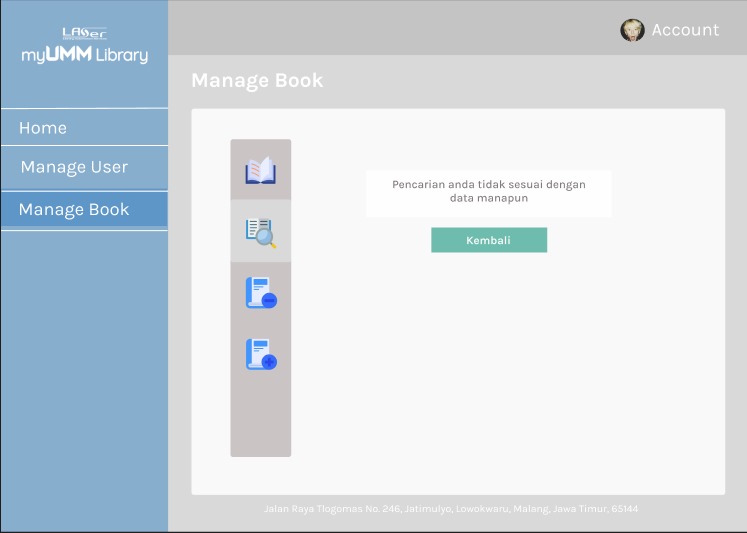 LASer
myUMM Library
Account
Manage Book
Home
Manage User
Manage Book
Pencarian anda tidak sesuai dengan
data manapun
Kembali
Jalan Raya Tlogomas No. 246, Jatimulyo, Lowokwaru, Malang, Jawa Timur, 65144